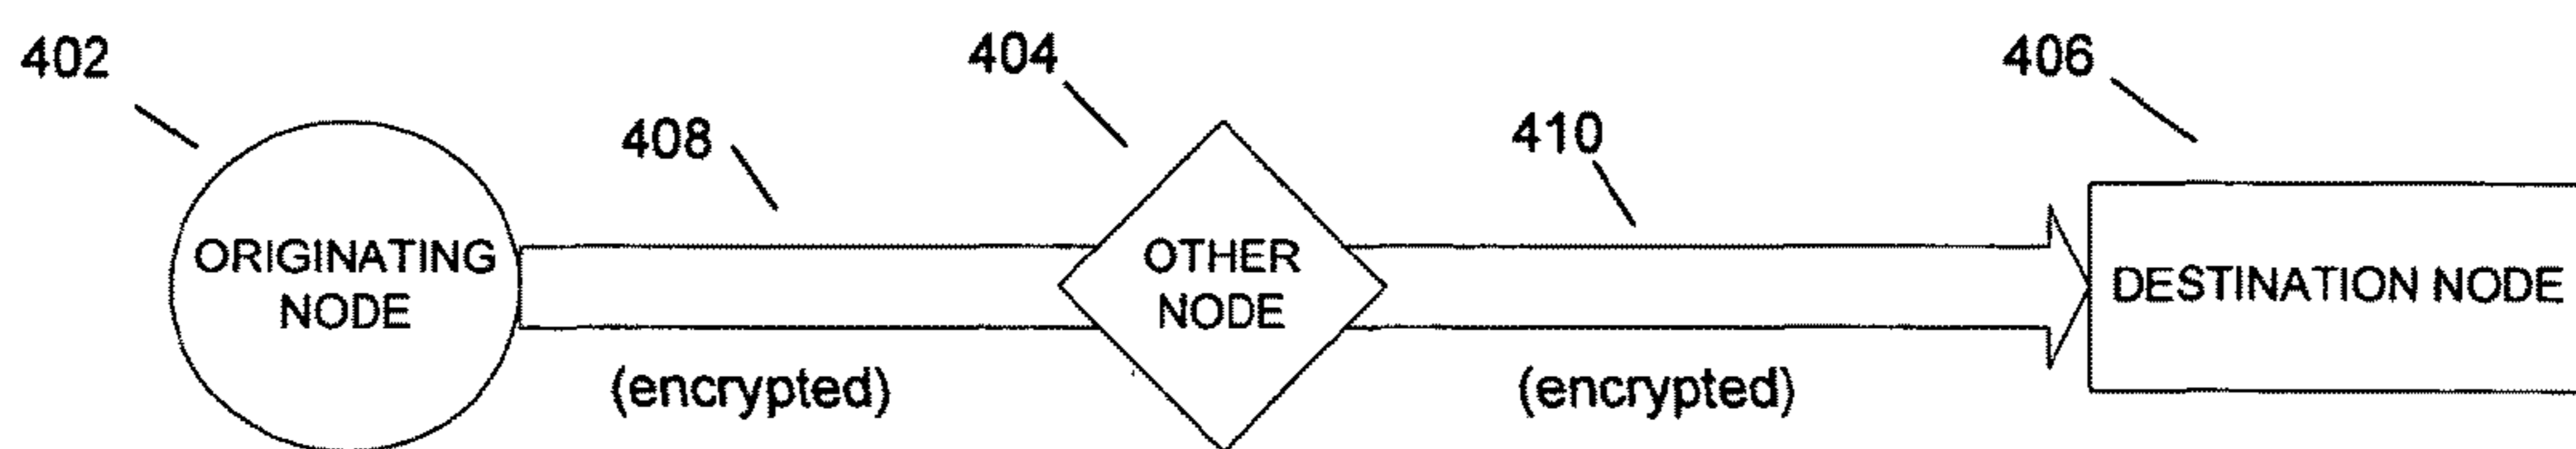 402
404
406
408
410
ORIGINATING
NODE
OTHER
NODE
DESTINATION NODE
(encrypted)
(encrypted)